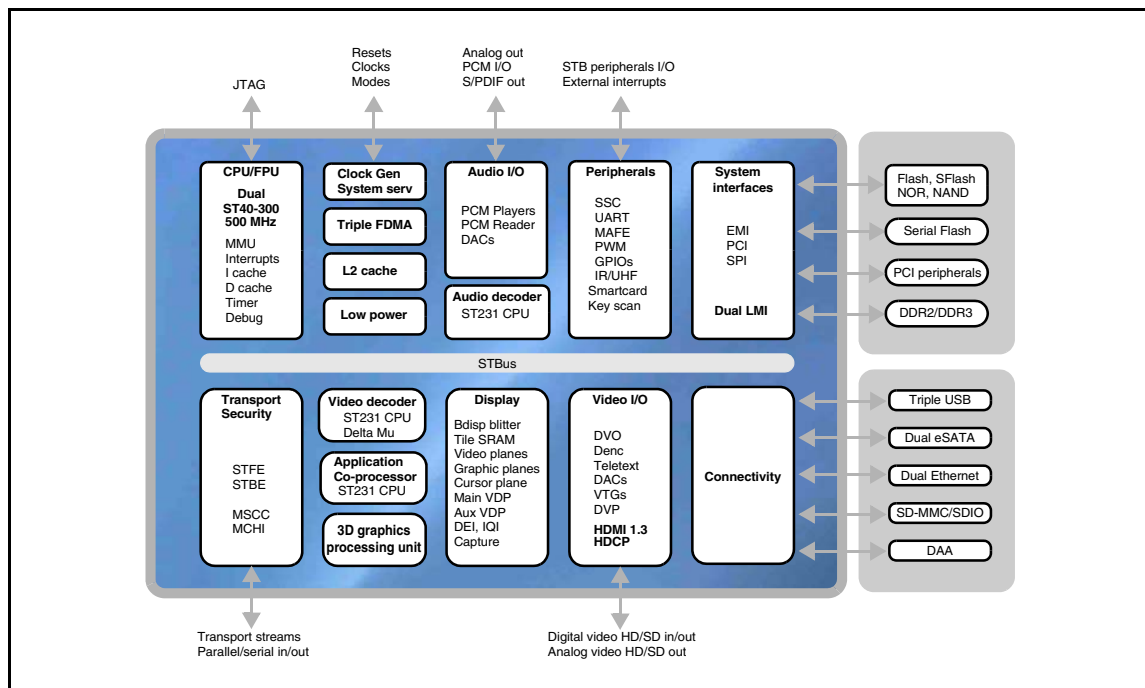 JTAG
Resets
Clocks
Modes
Analog out
PCM I/O
S/PDIF out
STB peripherals I/O
External interrupts
CPU/FPU
Dual
ST40-300
500 MHz
MMU
Interrupts
I cache
D cache
Timer
Debug
Clock Gen
System serv
Triple FDMA
L2 cache
Low power
Audio I/O
PCM Players
PCM Reader
DACs
Audio decoder
ST231 CPU
Peripherals
SSC
UART
MAFE
PWM
GPIOs
IR/UHF
Smartcard
Key scan
System
interfaces
EMI
PCI
SPI
Dual LMI
Flash, SFlash
NOR, NAND
Serial Flash
PCI peripherals
DDR2/DDR3
STBus
Transport
Security
STFE
STBE
MSCC
MCHI
Video decoder
ST231 CPU
Delta Mu
Application
Co-processor
ST231 CPU
3D graphics
processing unit
Display
Bdisp blitter
Tile SRAM
Video planes
Graphic planes
Cursor plane
Main VDP
Aux VDP
DEI, IQI
Capture
Video I/O
DVO
Denc
Teletext
DACs
VTGs
DVP
HDMI 1.3
HDCP
Connectivity
Triple USB
Dual eSATA
Dual Ethernet
SD-MMC/SDIO
DAA
Transport streams
Parallel/serial in/out
Digital video HD/SD in/out
Analog video HD/SD out